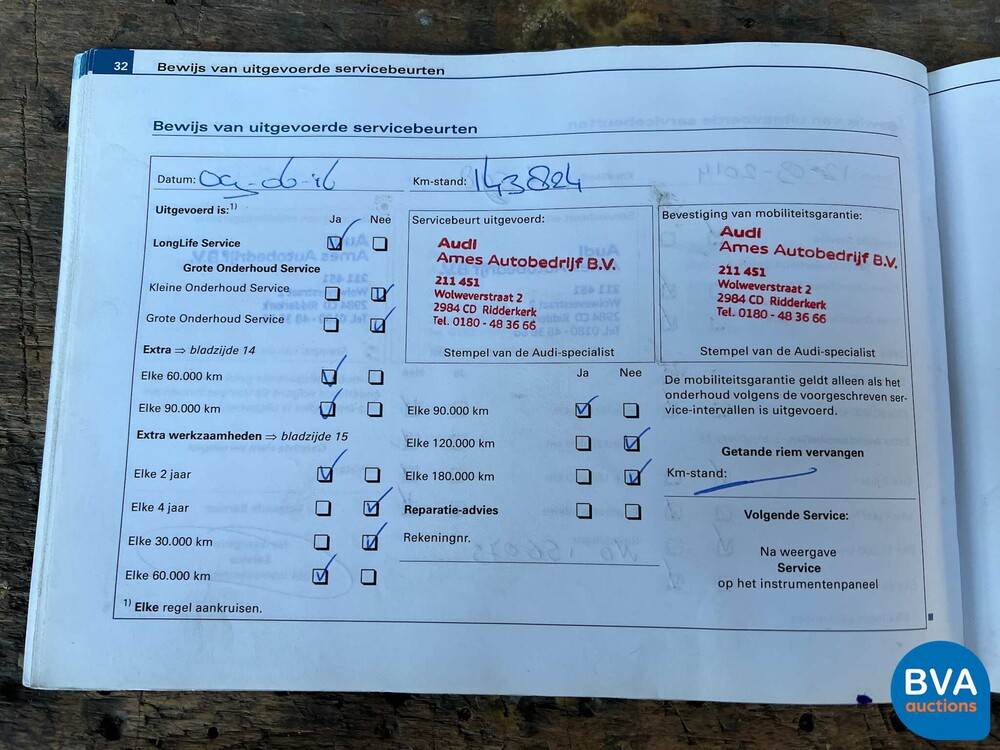 32 Bewijs van uitgevoerde servicebeurten
Bewijs van uitgevoerde servicebeurten
Datum: 09-06-16 Km-stand: 143824
Uitgevoerd is:1)
Ja Nee
LongLife Service
Grote Onderhoud Service
Kleine Onderhoud Service
Grote Onderhoud Service
Extra ⇒ bladzijde 14
Elke 60.000 km
Elke 90.000 km
Extra werkzaamheden ⇒ bladzijde 15
Elke 2 jaar
Elke 4 jaar
Elke 30.000 km
Elke 60.000 km
1) Elke regel aankruisen.
Servicebeurt uitgevoerd:
Audi
Ames Autobedrijf B.V.
211 451
Wolweverstraat 2
2984 CD Ridderkerk
Tel. 0180 - 48 36 66
Stempel van de Audi-specialist
Ja Nee
Elke 90.000 km
Elke 120.000 km
Elke 180.000 km
Reparatie-advies
Rekeningnr.
Bevestiging van mobiliteitsgarantie:
Audi
Ames Autobedrijf B.V.
211 451
Wolweverstraat 2
2984 CD Ridderkerk
Tel. 0180 - 48 36 66
Stempel van de Audi-specialist
De mobiliteitsgarantie geldt alleen als het
onderhoud volgens de voorgeschreven ser-
vice-intervallen is uitgevoerd.
Getande riem vervangen
Km-stand:
Volgende Service:
Na weergave
Service
op het instrumentenpaneel
BVA
auctions